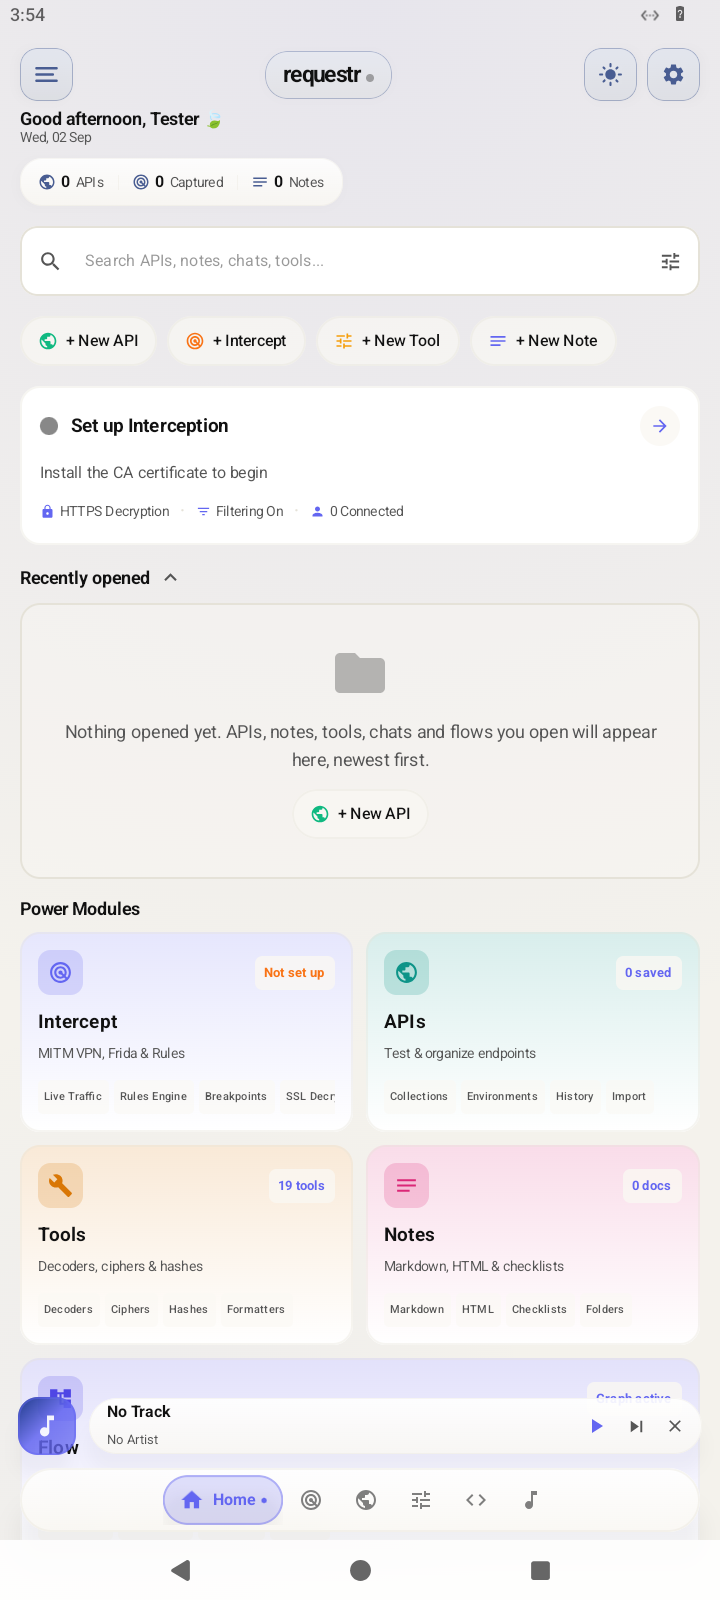 3:54
requestr
Good afternoon, Tester 🍃
Wed, 02 Sep
0 APIs 0 Captured 0 Notes
Search APIs, notes, chats, tools...
+ New API + Intercept + New Tool + New Note
Set up Interception
Install the CA certificate to begin
HTTPS Decryption · Filtering On · 0 Connected
Recently opened
Nothing opened yet. APIs, notes, tools, chats and flows you open will appear
here, newest first.
+ New API
Power Modules
Not set up
Intercept
MITM VPN, Frida & Rules
Live Traffic Rules Engine Breakpoints SSL Decr
0 saved
APIs
Test & organize endpoints
Collections Environments History Import
19 tools
Tools
Decoders, ciphers & hashes
Decoders Ciphers Hashes Formatters
0 docs
Notes
Markdown, HTML & checklists
Markdown HTML Checklists Folders
Graph active
Flow
No Track
No Artist
Home